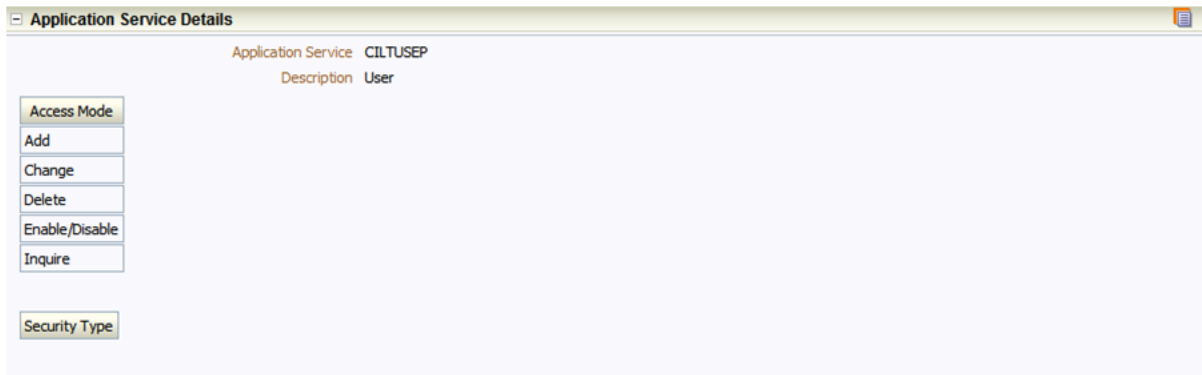 Application Service Details
Application Service CILTUSEP
Description User
Access Mode
Add
Change
Delete
Enable/Disable
Inquire
Security Type